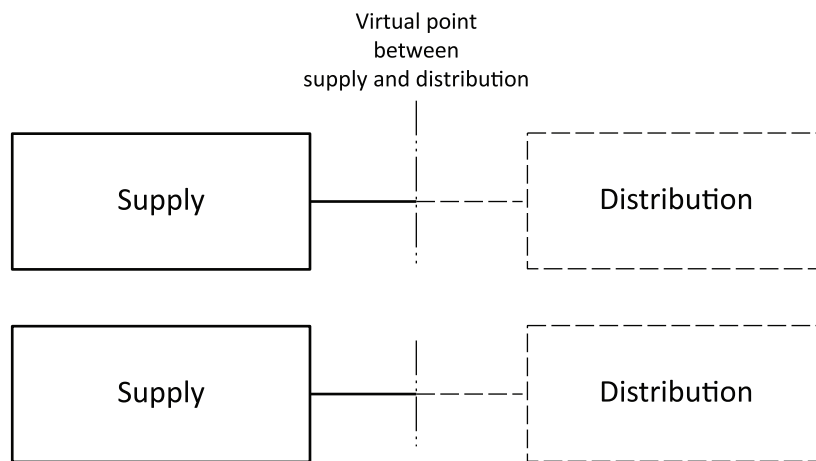 Virtual point
between
supply and distribution
Supply
Distribution
Supply
Distribution